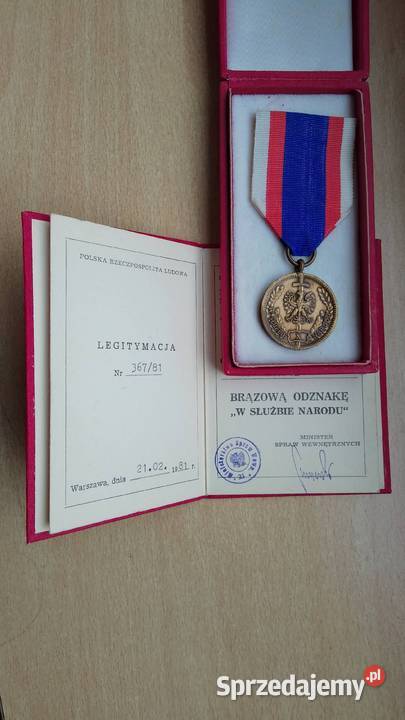 POLSKA RZECZPOSPOLITA LUDOWA
LEGITYMACJA
Nr 367/81
Warszawa, dnia 21.02. 1981 r.
BRĄZOWĄ ODZNAKĘ
„W SŁUŻBIE NARODU”
MINISTER
SPRAW WEWNĘTRZNYCH
Sprzedajemy.pl